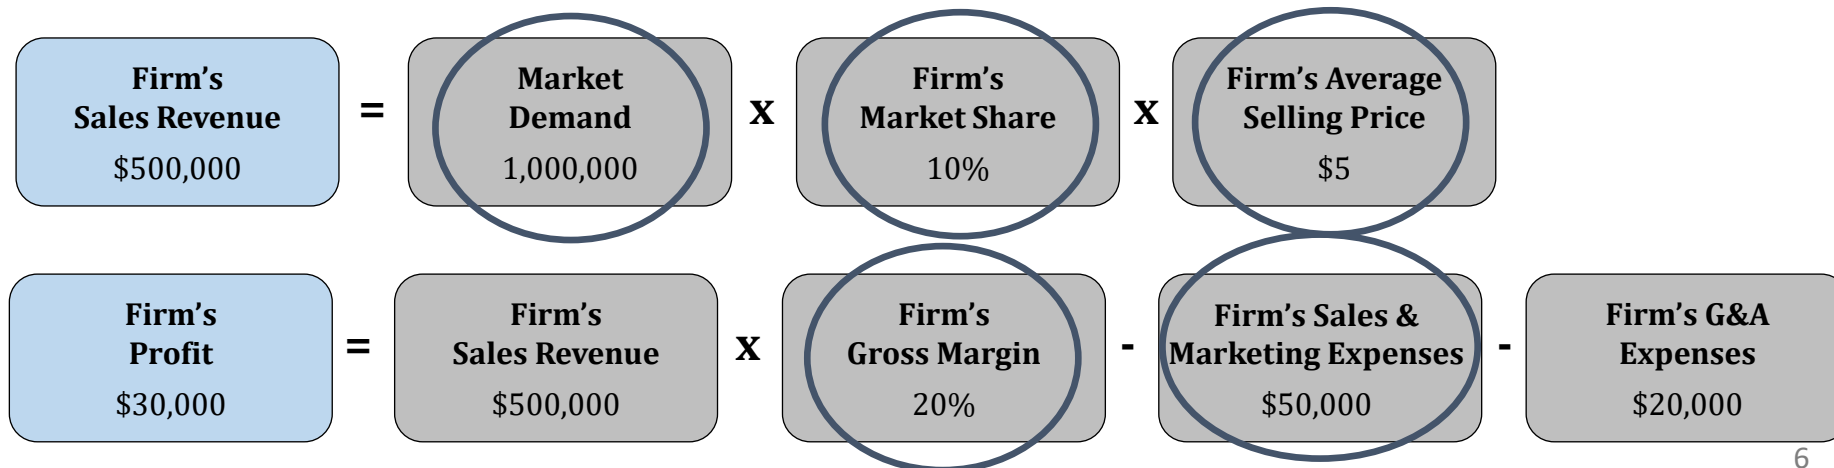 Firm's
Sales Revenue
$500,000
=
Market
Demand
1,000,000
x
Firm's
Market Share
10%
x
Firm's Average
Selling Price
$5
Firm's
Profit
$30,000
=
Firm's
Sales Revenue
$500,000
x
Firm's
Gross Margin
20%
-
Firm's Sales &
Marketing Expenses
$50,000
-
Firm's G&A
Expenses
$20,000
6